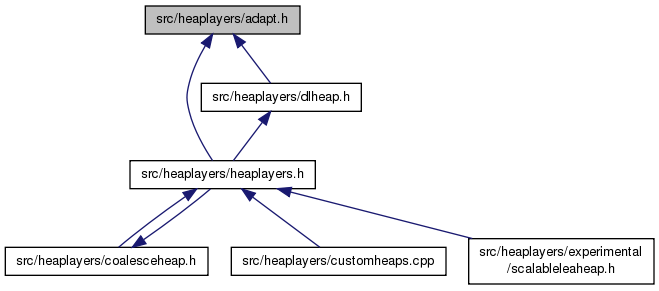 src/heaplayers/adapt.h
src/heaplayers/dlheap.h
src/heaplayers/heaplayers.h
src/heaplayers/coalesceheap.h
src/heaplayers/customheaps.cpp
src/heaplayers/experimental
/scalableleaheap.h